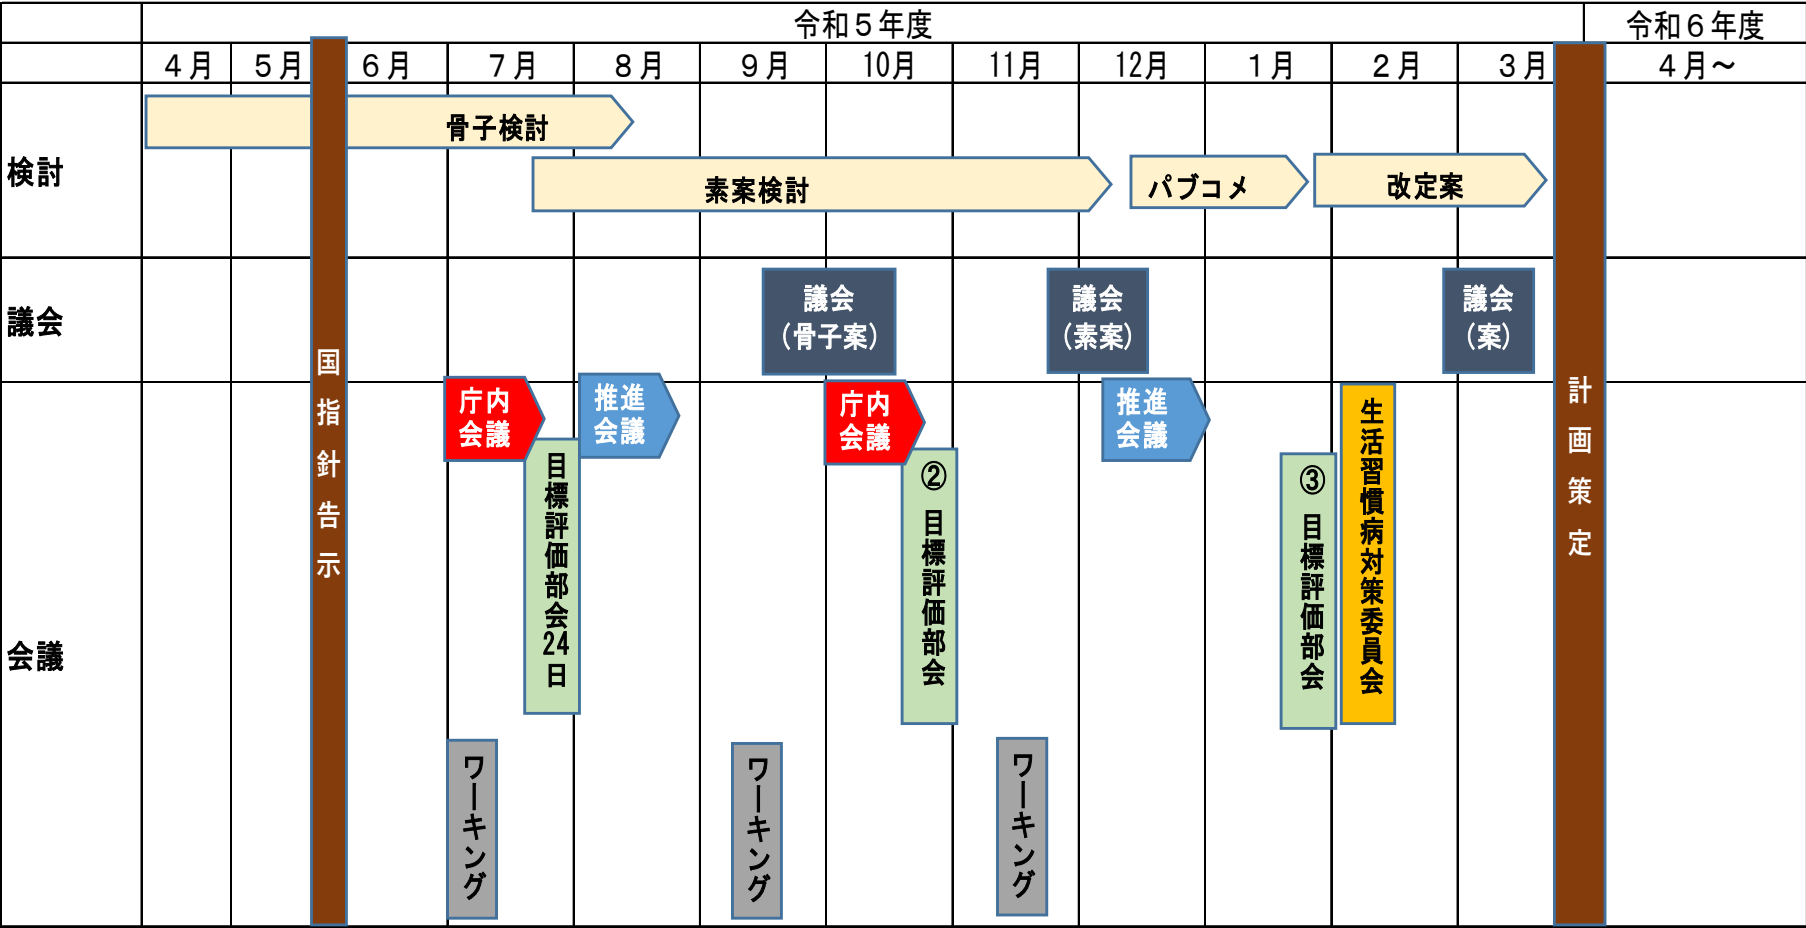 令和５年度
令和６年度
４月
５月
６月
７月
８月
９月
10月
11月
12月
１月
２月
３月
４月～
検討
骨子検討
素案検討
パブコメ
改定案
議会
議会
（骨子案）
議会
（素案）
議会
（案）
国指針告示
計画策定
会議
庁内
会議
推進
会議
庁内
会議
推進
会議
目標評価部会24日
②　目標評価部会
③　目標評価部会
生活習慣病対策委員会
ワーキング
ワーキング
ワーキング